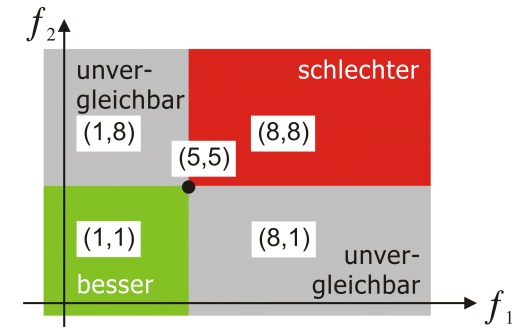 f₂
unver-
gleichbar
schlechter
(1,8)
(5,5)
(8,8)
(1,1)
(8,1)
besser
unver-
gleichbar
f₁